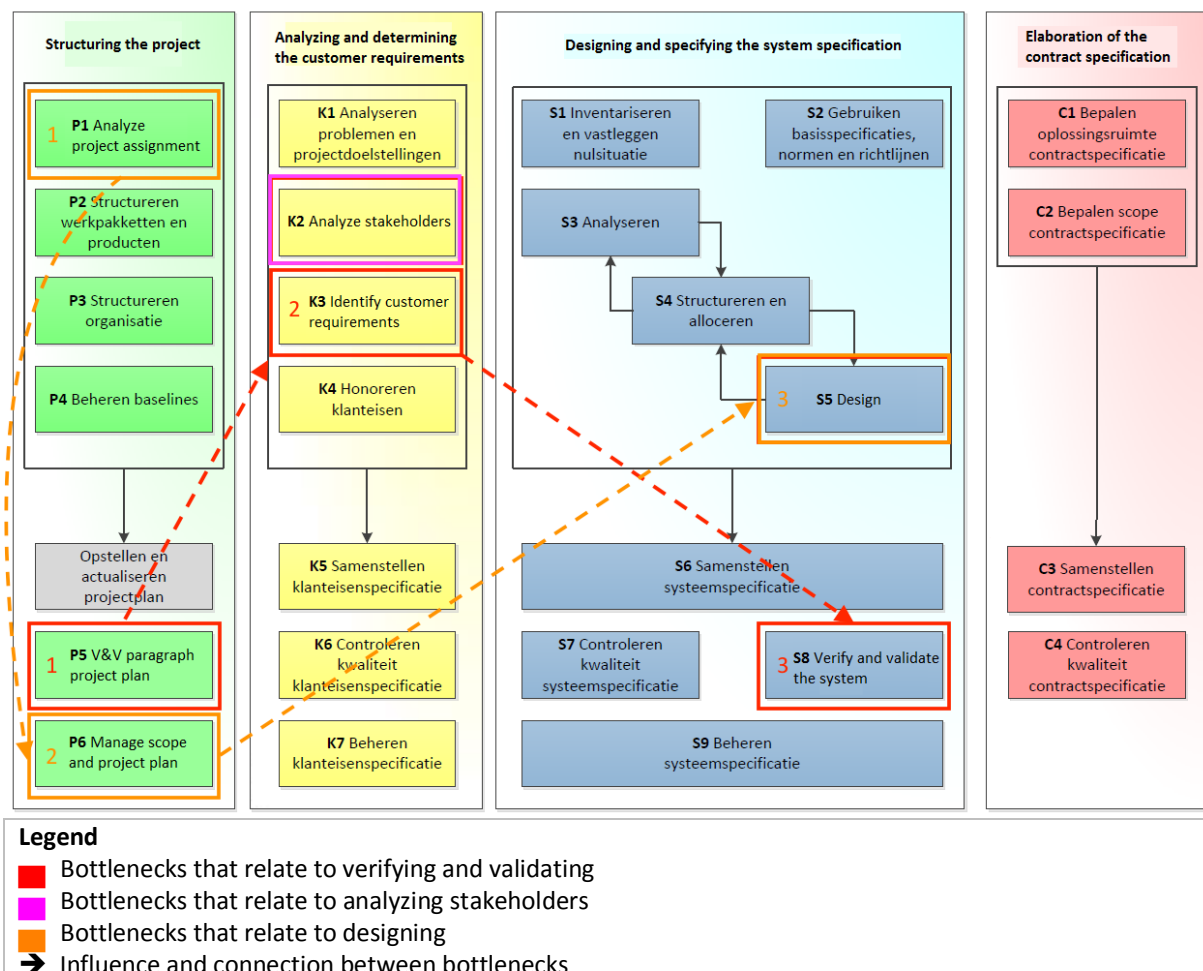 Structuring the project
1
P1 Analyze
project assignment
P2 Structureren
werkpakketten en
producten
P3 Structureren
organisatie
P4 Beheren baselines
Opstellen en
actualiseren
projectplan
1
P5 V&V paragraph
project plan
2
P6 Manage scope
and project plan
Analyzing and determining
the customer requirements
K1 Analyseren
problemen en
projectdoelstellingen
K2 Analyze stakeholders
2
K3 Identify customer
requirements
K4 Honoreren
klanteisen
K5 Samenstellen
klanteisenspecificatie
K6 Controleren
kwaliteit
klanteisenspecificatie
K7 Beheren
klanteisenspecificatie
Designing and specifying the system specification
S1 Inventariseren
en vastleggen
nulsituatie
S2 Gebruiken
basisspecificaties,
normen en richtlijnen
S3 Analyseren
S4 Structureren en
alloceren
3
S5 Design
S6 Samenstellen
systeemspecificatie
S7 Controleren
kwaliteit
systeemspecificatie
3
S8 Verify and validate
the system
S9 Beheren
systeemspecificatie
Elaboration of the
contract specification
C1 Bepalen
oplossingsruimte
contractspecificatie
C2 Bepalen scope
contractspecificatie
C3 Samenstellen
contractspecificatie
C4 Controleren
kwaliteit
contractspecificatie
Legend
Bottlenecks that relate to verifying and validating
Bottlenecks that relate to analyzing stakeholders
Bottlenecks that relate to designing
Influence and connection between bottlenecks